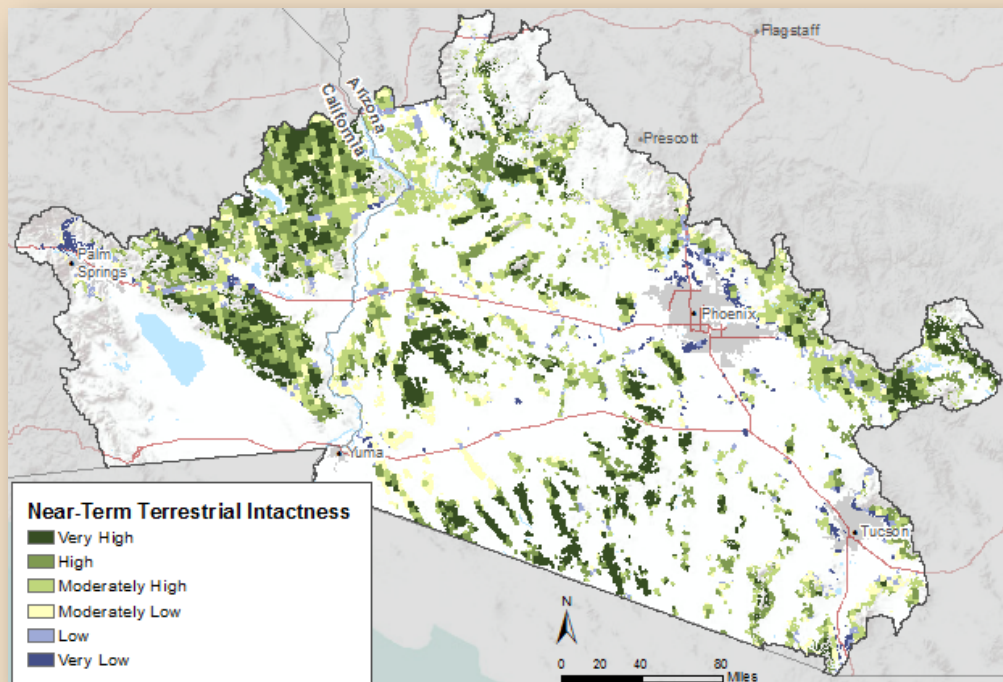 Flagstaff
Arizona
California
Prescott
Palm
Springs
Phoenix
Yuma
Tucson
Near-Term Terrestrial Intactness
Very High
High
Moderately High
Moderately Low
Low
Very Low
N
0 20 40 80
Miles